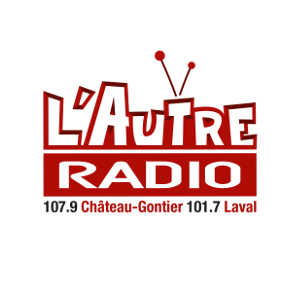 L'AUTRE
RADIO
107.9 Château-Gontier 101.7 Laval